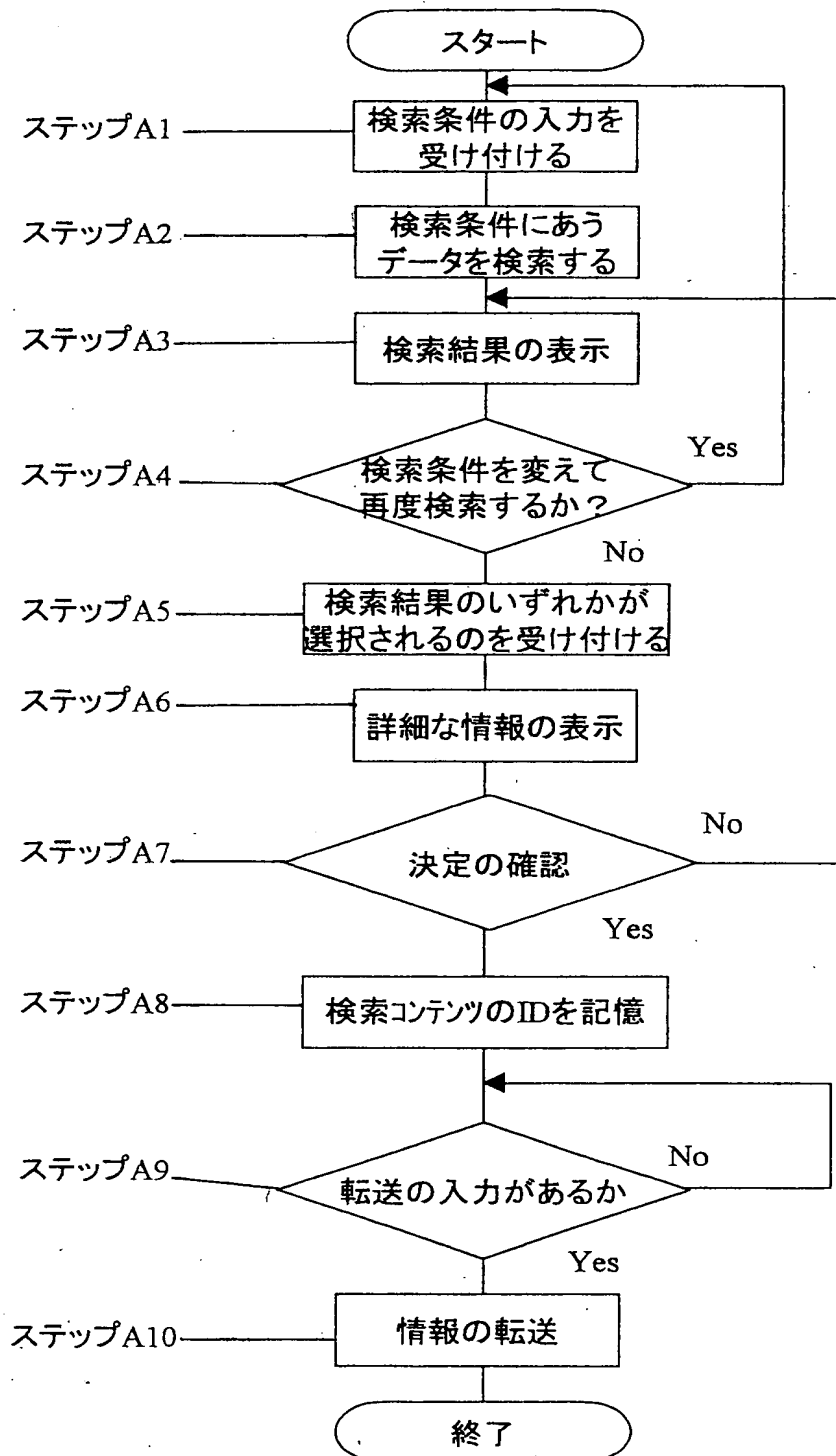 スタート
ステップA1
検索条件の入力を
受け付ける
ステップA2
検索条件にあう
データを検索する
ステップA3
検索結果の表示
ステップA4
検索条件を変えて
再度検索するか?
Yes
No
ステップA5
検索結果のいずれかが
選択されるのを受け付ける
ステップA6
詳細な情報の表示
ステップA7
決定の確認
No
Yes
ステップA8
検索コンテンツのIDを記憶
ステップA9
転送の入力があるか
No
Yes
ステップA10
情報の転送
終了